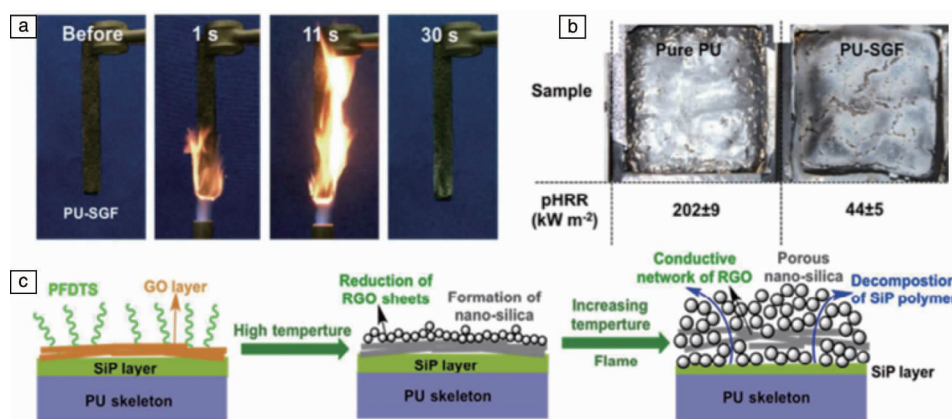 a
Before
1 s
11 s
30 s
PU-SGF
b
Pure PU
PU-SGF
Sample
pHRR
(kW m-2)
202±9
44±5
c
PFDTS
GO layer
SiP layer
PU skeleton
High temperture
Reduction of
RGO sheets
Formation of
nano-silica
SiP layer
PU skeleton
Increasing
temperture
Flame
Conductive
network of RGO
Porous
nano-silica
Decompostion
of SiP polymer
SiP layer
PU skeleton